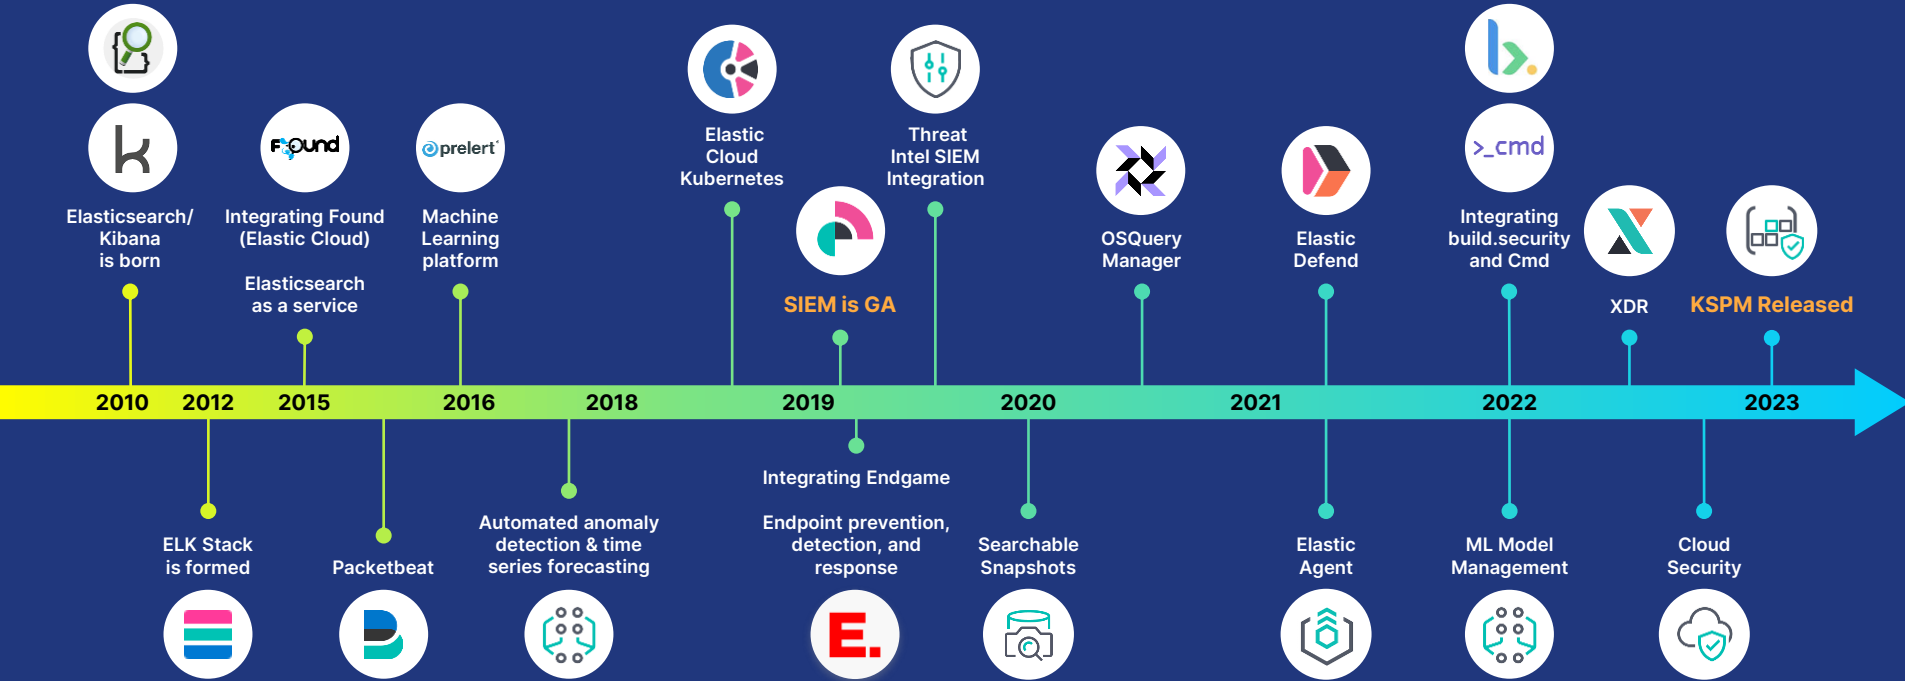 Elasticsearch/
Kibana
is born
Found
Integrating Found
(Elastic Cloud)
Elasticsearch
as a service
prelert
Machine
Learning
platform
Elastic
Cloud
Kubernetes
SIEM is GA
Threat
Intel SIEM
Integration
OSQuery
Manager
Elastic
Defend
b.
>_cmd
Integrating
build.security
and Cmd
XDR
KSPM Released
2010
2012
2015
2016
2018
2019
2020
2021
2022
2023
ELK Stack
is formed
Packetbeat
Automated anomaly
detection & time
series forecasting
Integrating Endgame
Endpoint prevention,
detection, and
response
E.
Searchable
Snapshots
Elastic
Agent
ML Model
Management
Cloud
Security